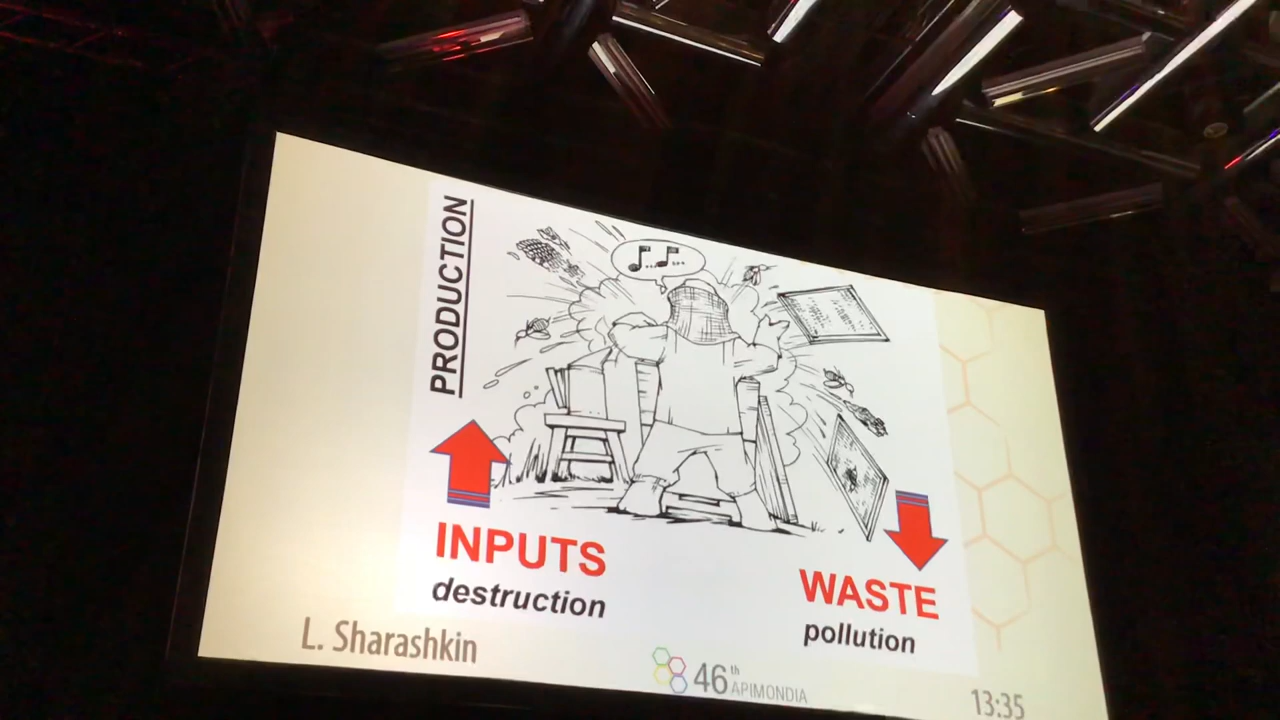 PRODUCTION
INPUTS
destruction
WASTE
pollution
L. Sharashkin
46th APIMONDIA
13:35